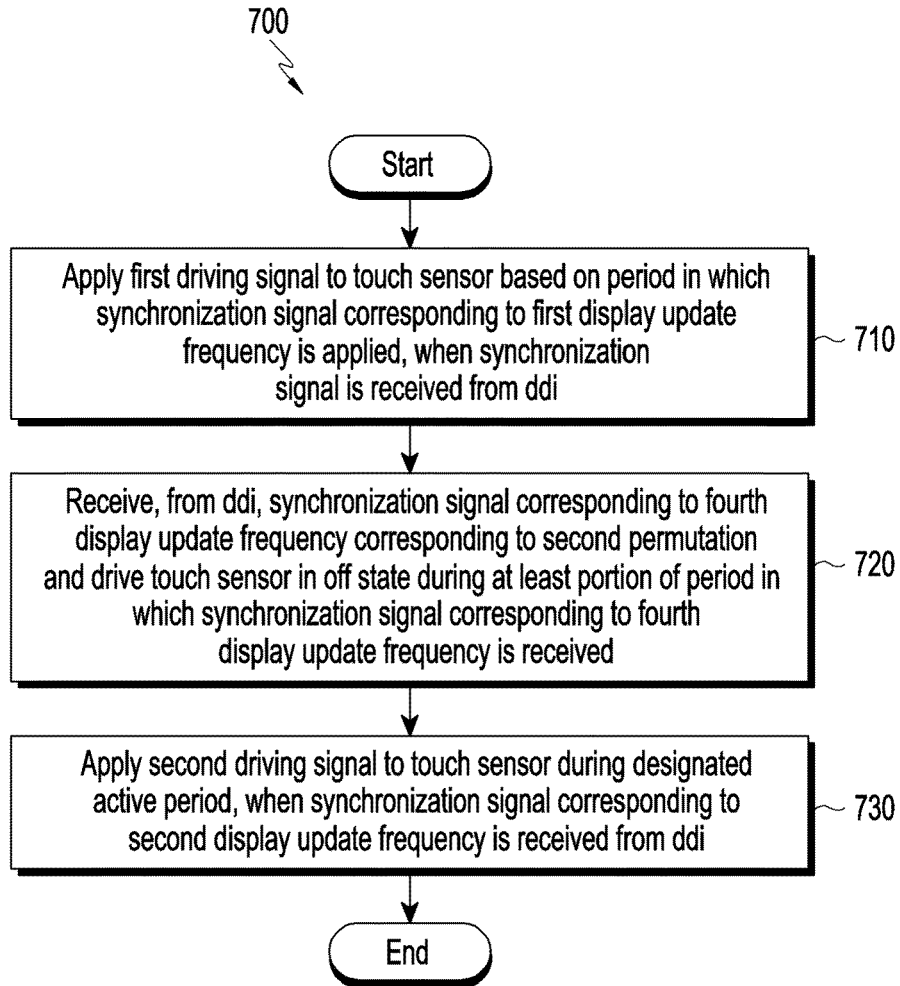 700
Start
Apply first driving signal to touch sensor based on period in which
synchronization signal corresponding to first display update
frequency is applied, when synchronization
signal is received from ddi
710
Receive, from ddi, synchronization signal corresponding to fourth
display update frequency corresponding to second permutation
and drive touch sensor in off state during at least portion of period in
which synchronization signal corresponding to fourth
display update frequency is received
720
Apply second driving signal to touch sensor during designated
active period, when synchronization signal corresponding to
second display update frequency is received from ddi
730
End